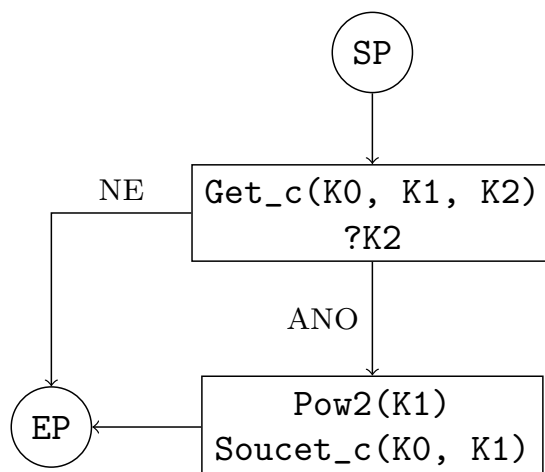 SP
NE
Get_c(K0, K1, K2)
?K2
ANO
EP
Pow2(K1)
Soucet_c(K0, K1)